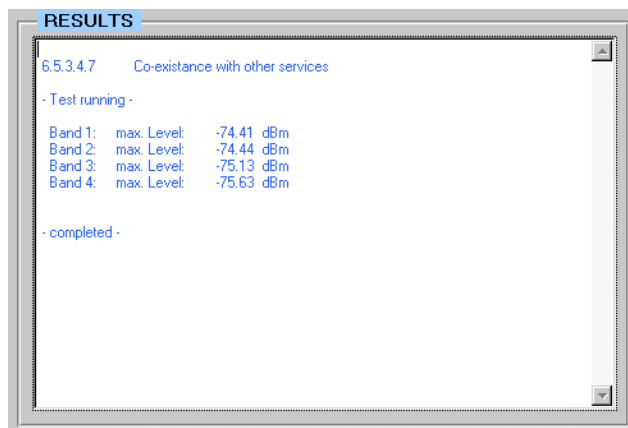 RESULTS
6.5.3.4.7 Co-existance with other services
- Test running -
Band 1: max. Level: -74.41 dBm
Band 2: max. Level: -74.44 dBm
Band 3: max. Level: -75.13 dBm
Band 4: max. Level: -75.63 dBm
- completed -